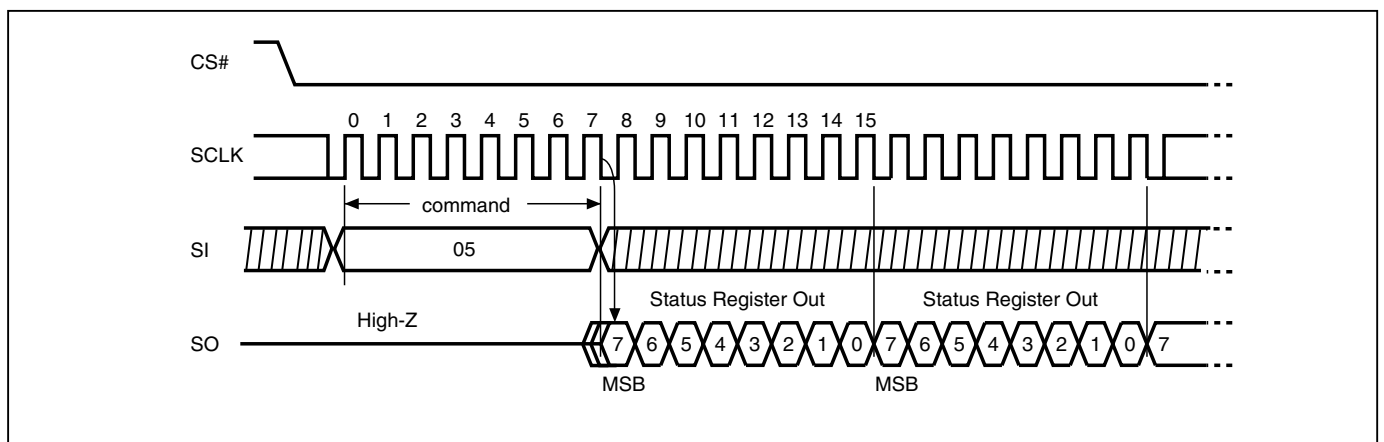 CS#
0 1 2 3 4 5 6 7 8 9 10 11 12 13 14 15
SCLK
command
SI
05
Status Register Out
Status Register Out
High-Z
SO
7 6 5 4 3 2 1 0 7 6 5 4 3 2 1 0 7
MSB
MSB